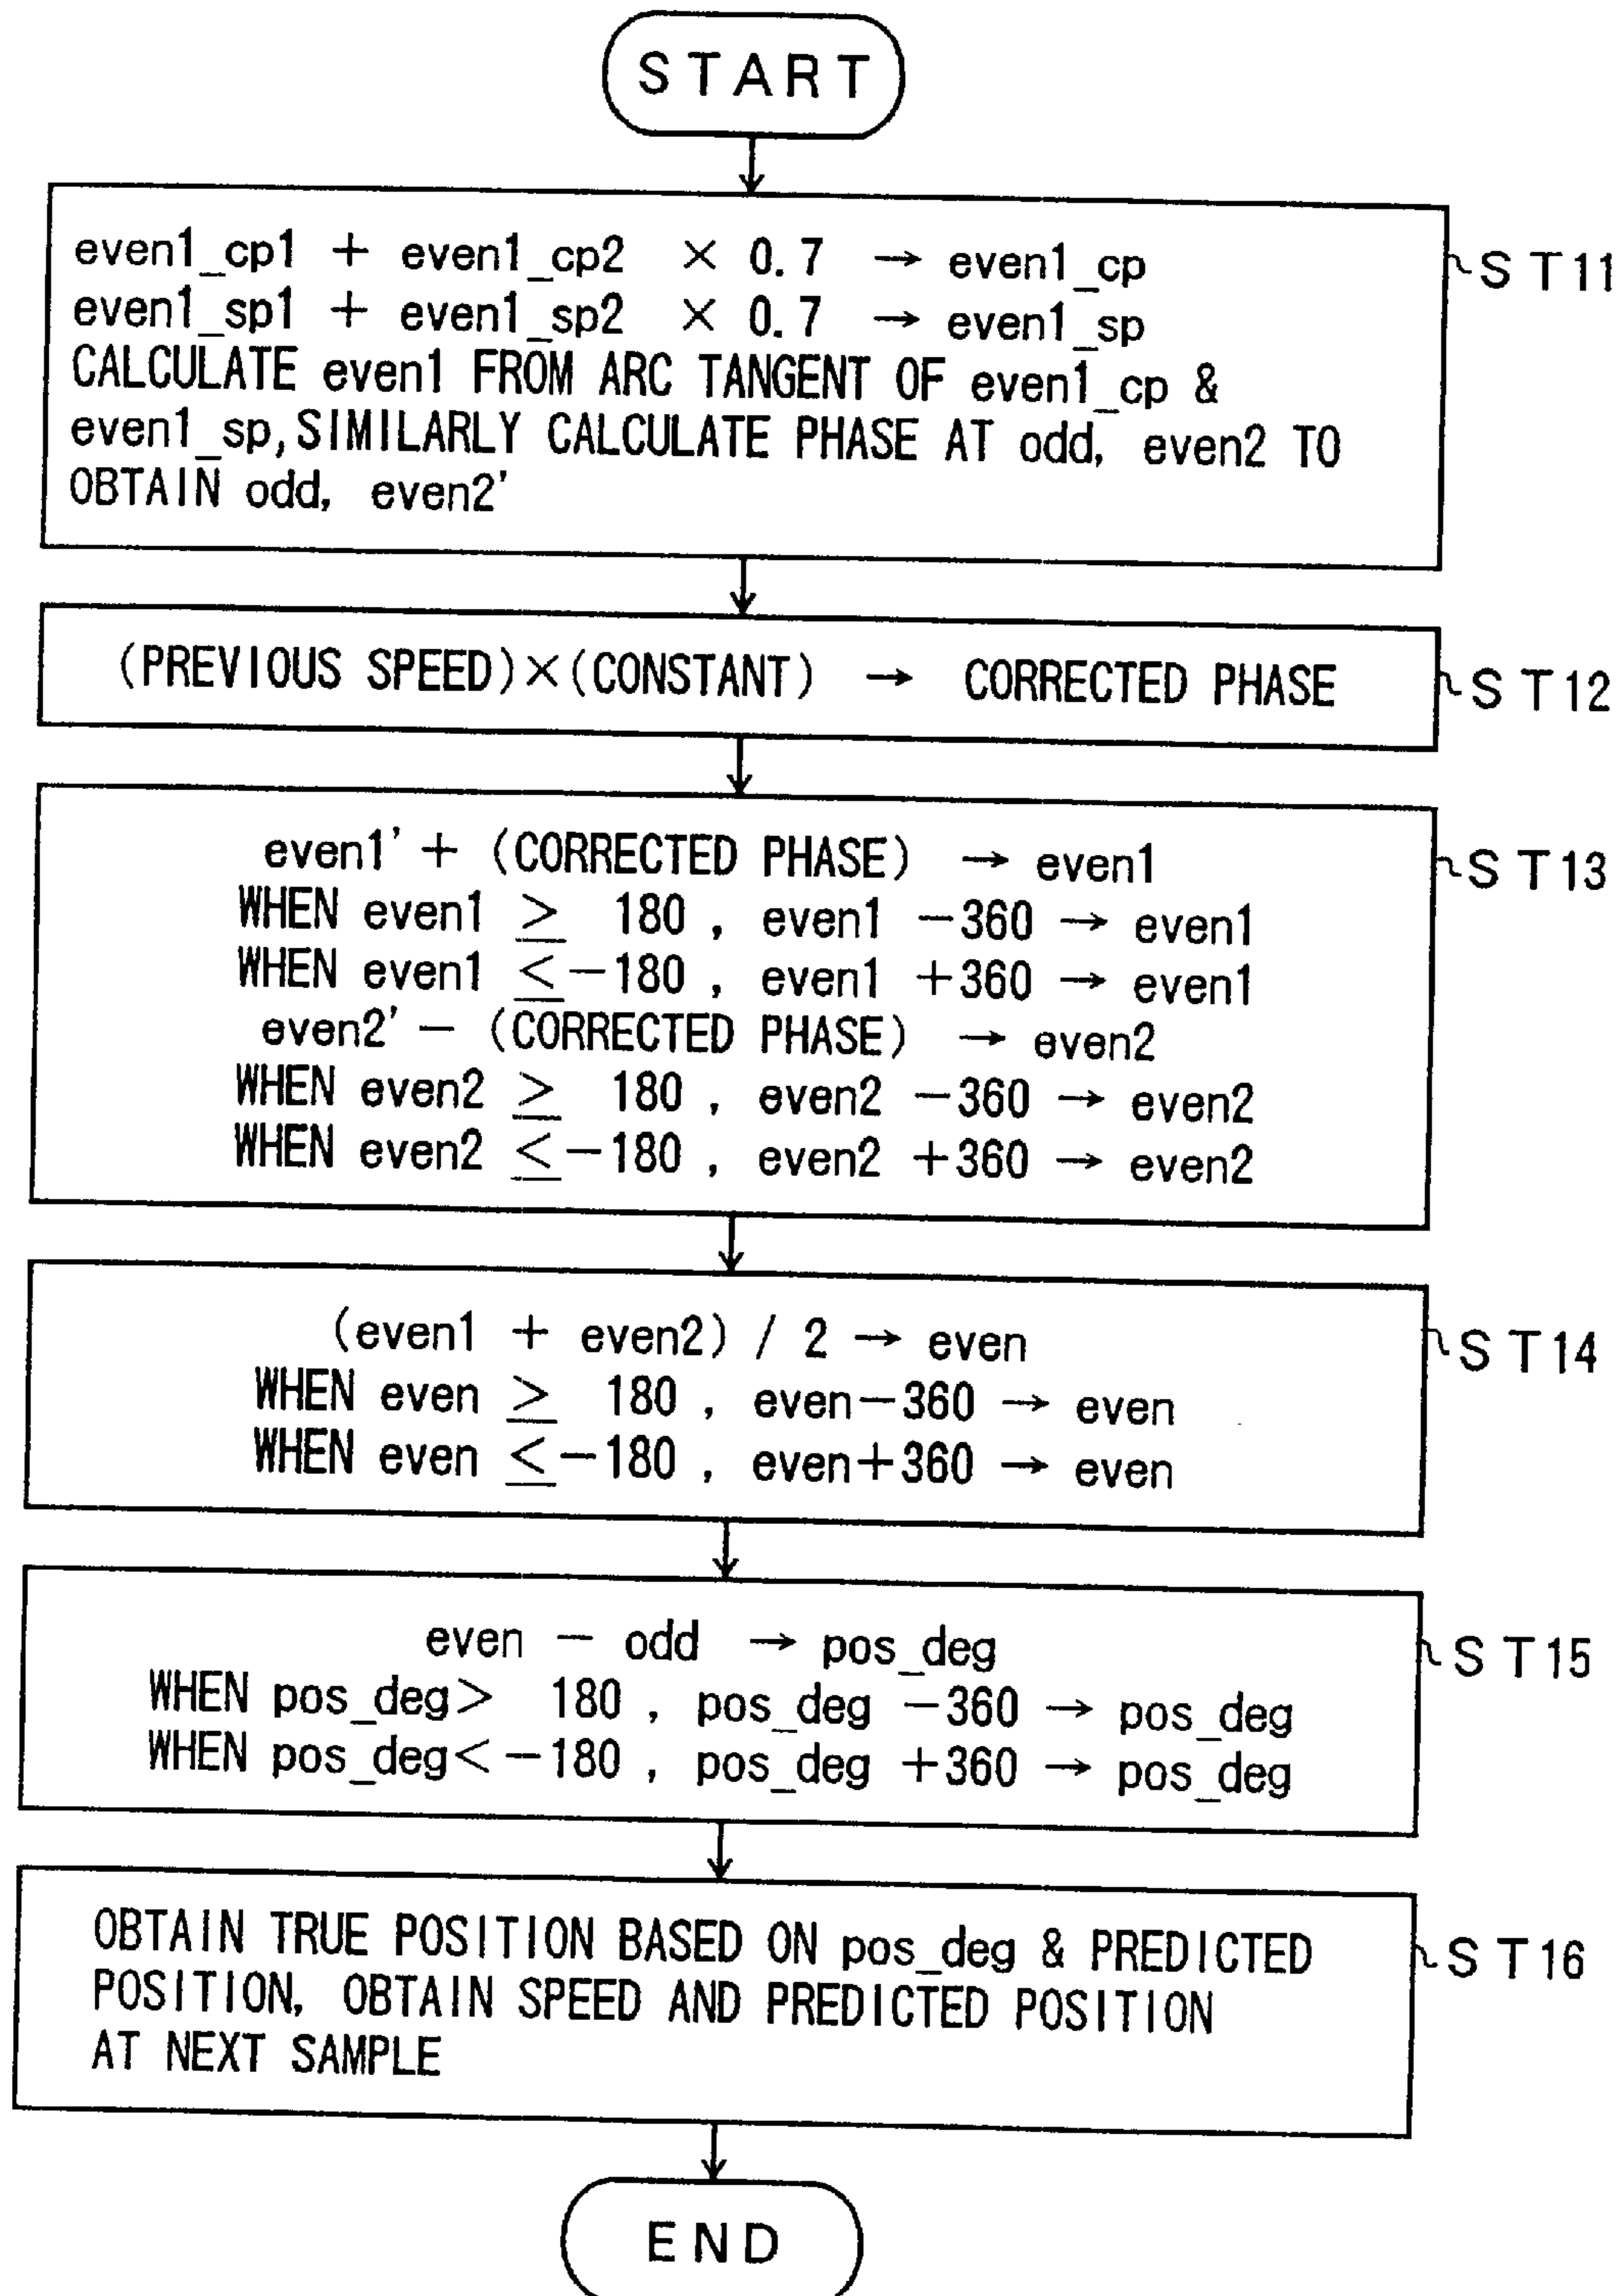 START
even1_cp1 + even1_cp2 × 0.7 → even1_cp
ST11
even1_sp1 + even1_sp2 × 0.7 → even1_sp
CALCULATE even1 FROM ARC TANGENT OF even1_cp &
even1_sp,SIMILARLY CALCULATE PHASE AT odd, even2 TO
OBTAIN odd, even2'
(PREVIOUS SPEED)×(CONSTANT) → CORRECTED PHASE
ST12
even1' + (CORRECTED PHASE) → even1
ST13
WHEN even1 ≧ 180 , even1 −360 → even1
WHEN even1 ≦−180 , even1 +360 → even1
even2' − (CORRECTED PHASE) → even2
WHEN even2 ≧ 180 , even2 −360 → even2
WHEN even2 ≦−180 , even2 +360 → even2
(even1 + even2) / 2 → even
ST14
WHEN even ≧ 180 , even−360 → even
WHEN even ≦−180 , even+360 → even
even − odd → pos_deg
ST15
WHEN pos_deg> 180 , pos_deg −360 → pos_deg
WHEN pos_deg<−180 , pos_deg +360 → pos_deg
OBTAIN TRUE POSITION BASED ON pos_deg & PREDICTED
ST16
POSITION, OBTAIN SPEED AND PREDICTED POSITION
AT NEXT SAMPLE
END